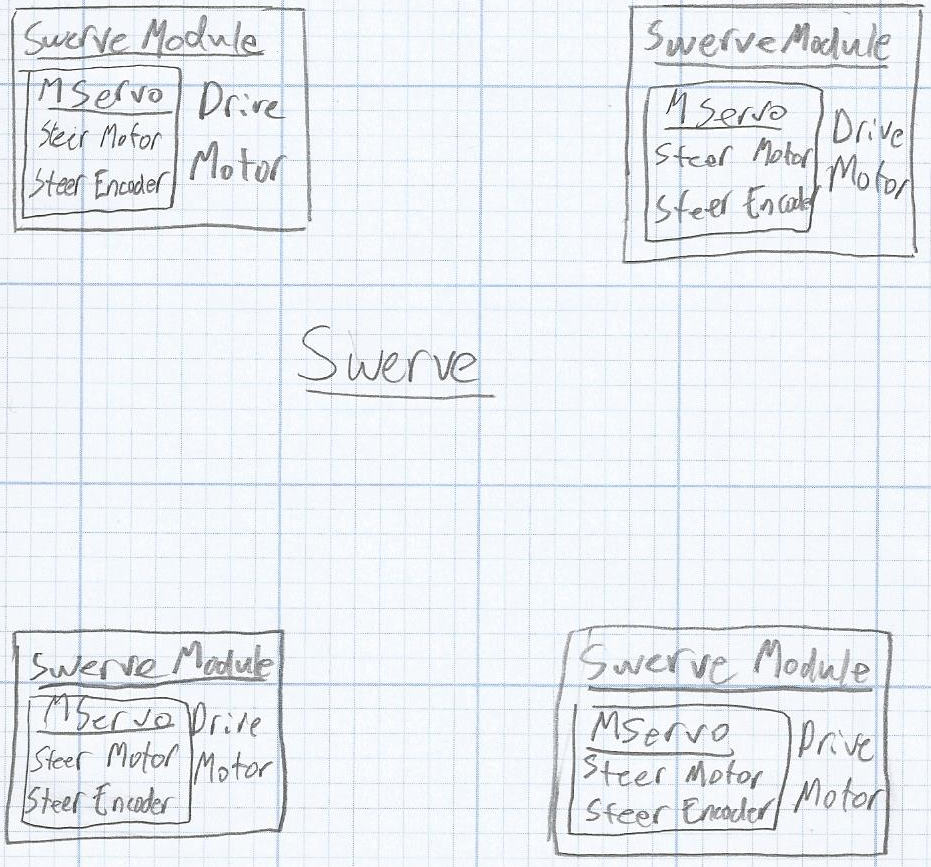 Swerve Module
MServo
Steir Motor
Steer Encoder
Drive
Motor
Swerve Module
MServo
Steer Motor
Steer Encoder
Drive
Motor
Swerve
Swerve Module
MServo
Steer Motor
Steer Encoder
Drive
Motor
Swerve Module
MServo
Steer Motor
Steer Encoder
Drive
Motor